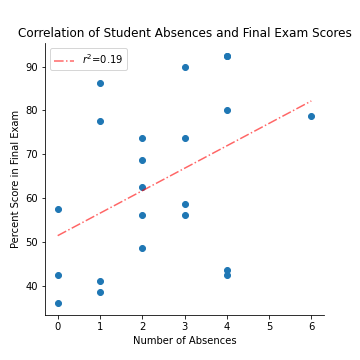 Correlation of Student Absences and Final Exam Scores
r²=0.19
Percent Score in Final Exam
90
80
70
60
50
40
0 1 2 3 4 5 6
Number of Absences